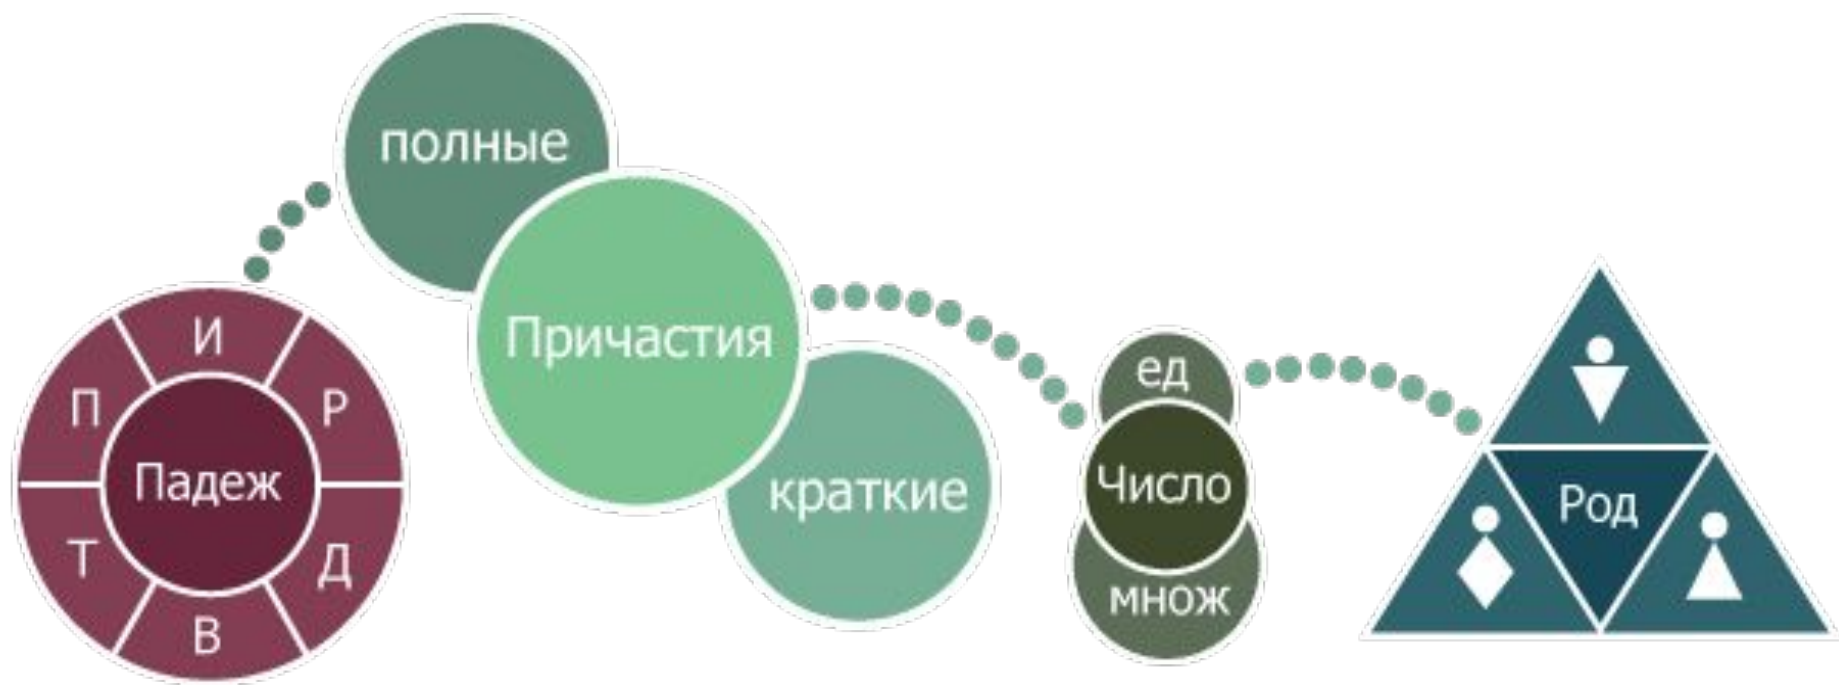 полные
Причастия
краткие
Падеж
И
Р
Д
В
Т
П
ед
Число
множ
Род